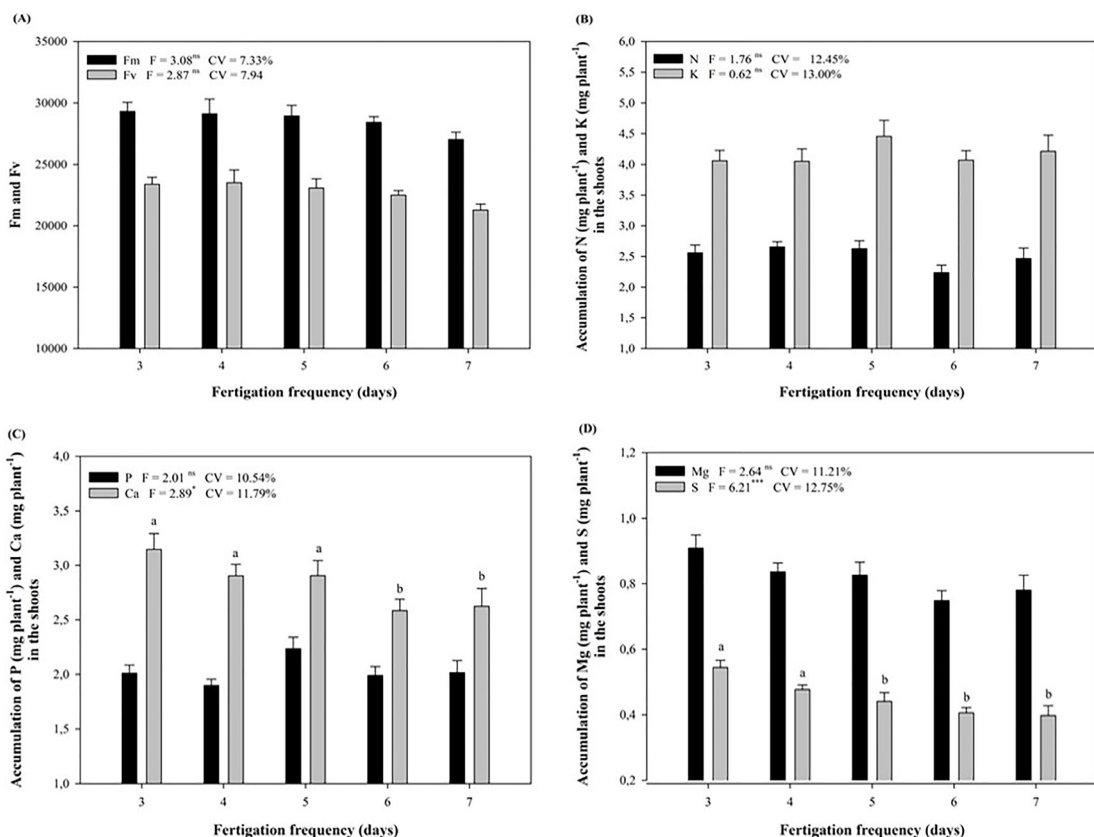 (A)
Fm F = 3.08ns CV = 7.33%
Fv F = 2.87 ns CV = 7.94
35000
30000
25000
20000
15000
10000
Fm and Fv
3 4 5 6 7
Fertigation frequency (days)
(B)
N F = 1.76 ns CV = 12.45%
K F = 0.62 ns CV = 13.00%
6,0
5,5
5,0
4,5
4,0
3,5
3,0
2,5
2,0
1,5
1,0
Accumulation of N (mg plant-1) and K (mg plant-1)
in the shoots
3 4 5 6 7
Fertigation frequency (days)
(C)
P F = 2.01 ns CV = 10.54%
Ca F = 2.89* CV = 11.79%
4,0
3,5
3,0
2,5
2,0
1,5
1,0
Accumulation of P (mg plant-1) and Ca (mg plant-1)
in the shoots
a a a b b
3 4 5 6 7
Fertigation frequency (days)
(D)
Mg F = 2.64 ns CV = 11.21%
S F = 6.21*** CV = 12.75%
1,2
1,0
0,8
0,6
0,4
0,2
Accumulation of Mg (mg plant-1) and S (mg plant-1)
in the shoots
a a b b b
3 4 5 6 7
Fertigation frequency (days)